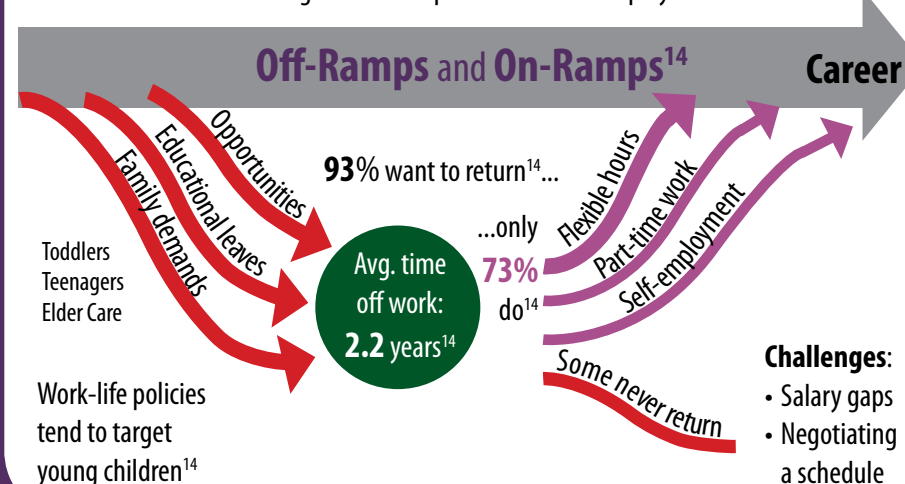 Off-Ramps and On-Ramps14
Career
Opportunities
Educational leaves
Family demands
93% want to return14...
...only
73%
do14
Flexible hours
Part-time work
Self-employment
Toddlers
Teenagers
Elder Care
Avg. time
off work:
2.2 years14
Some never return
Work-life policies
tend to target
young children14
Challenges:
• Salary gaps
• Negotiating
a schedule